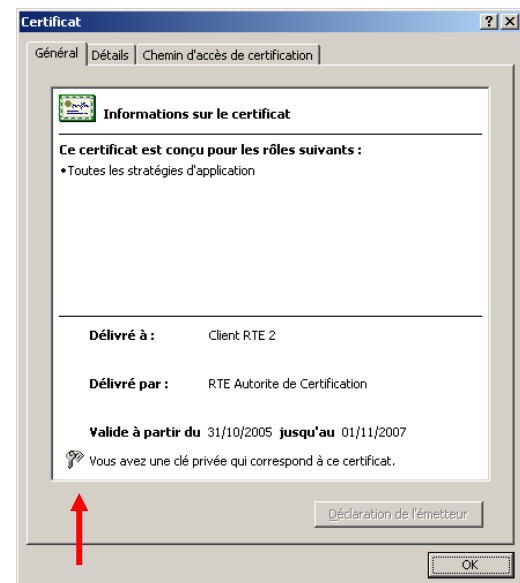 Certificat
Général Détails Chemin d'accès de certification
Informations sur le certificat
Ce certificat est conçu pour les rôles suivants :
•Toutes les stratégies d'application
Délivré à : Client RTE 2
Délivré par : RTE Autorite de Certification
Valide à partir du 31/10/2005 jusqu'au 01/11/2007
Vous avez une clé privée qui correspond à ce certificat.
Déclaration de l'émetteur
OK